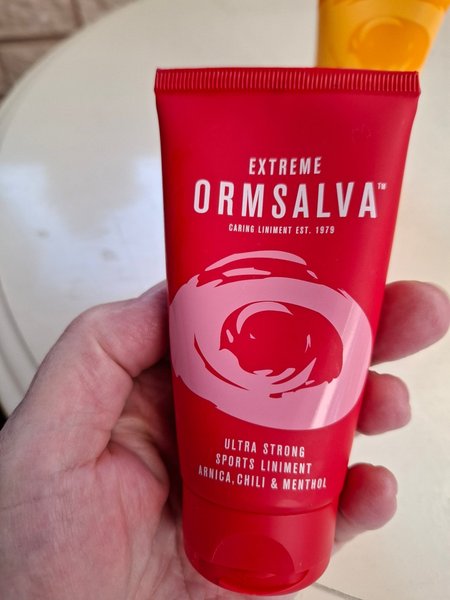 EXTREME
ORMSALVA™
CARING LINIMENT EST. 1979
ULTRA STRONG
SPORTS LINIMENT
ARNICA, CHILI & MENTHOL